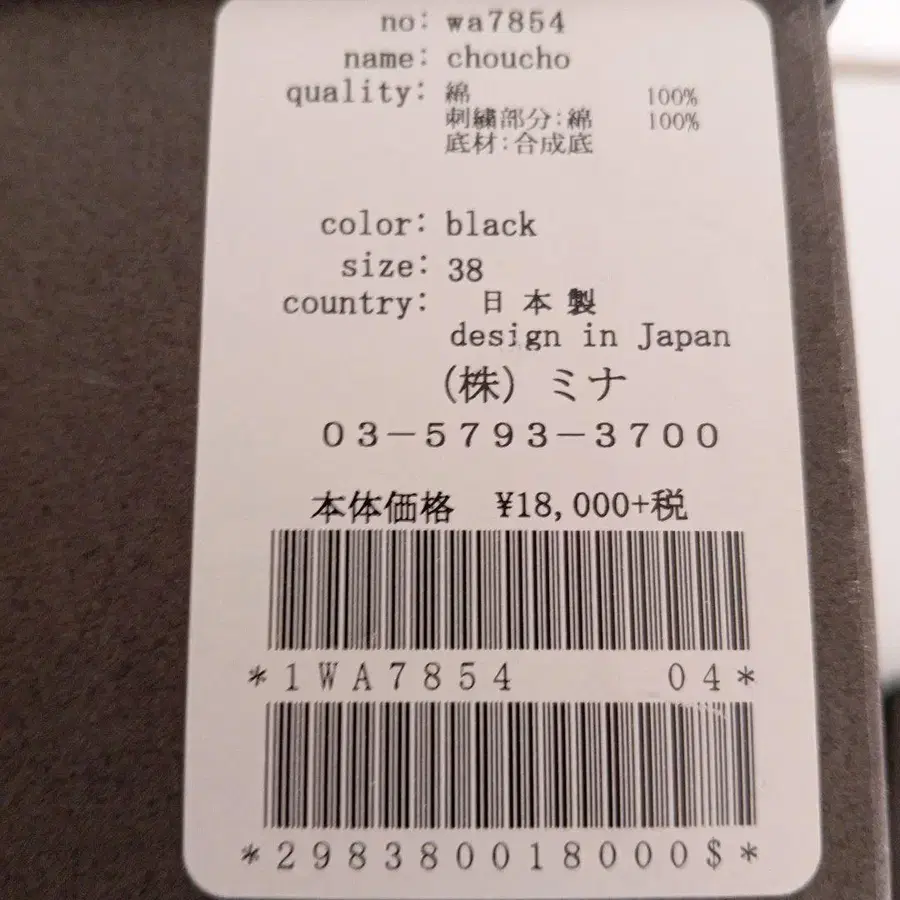 no: wa7854
name: choucho
quality: 綿 100%
刺繍部分:綿 100%
底材:合成底
color: black
size: 38
country: 日本製
design in Japan
(株) ミナ
03-5793-3700
本体価格 ¥18,000+税
*1WA7854 04*
*298380018000$*